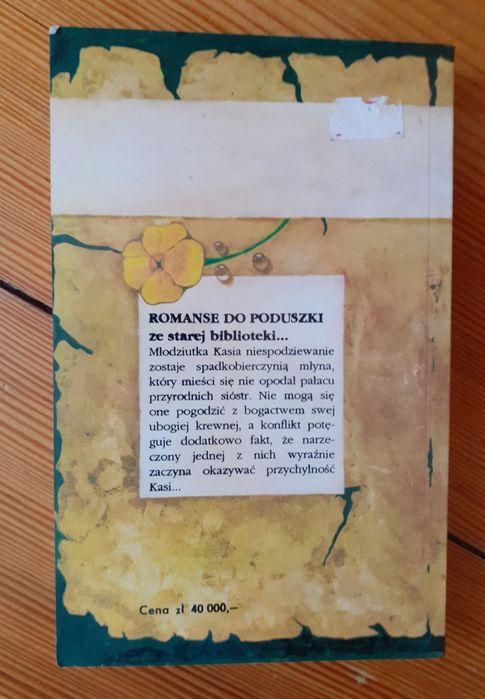 ROMANSE DO PODUSZKI
ze starej biblioteki...
Młodziutka Kasia niespodziewanie
zostaje spadkobierczynią młyna,
który mieści się nie opodal pałacu
przyrodnich sióstr. Nie mogą się
one pogodzić z bogactwem swej
ubogiej krewnej, a konflikt potę-
guje dodatkowo fakt, że narze-
czony jednej z nich wyraźnie
zaczyna okazywać przychylność
Kasi...
Cena zł 40 000,–